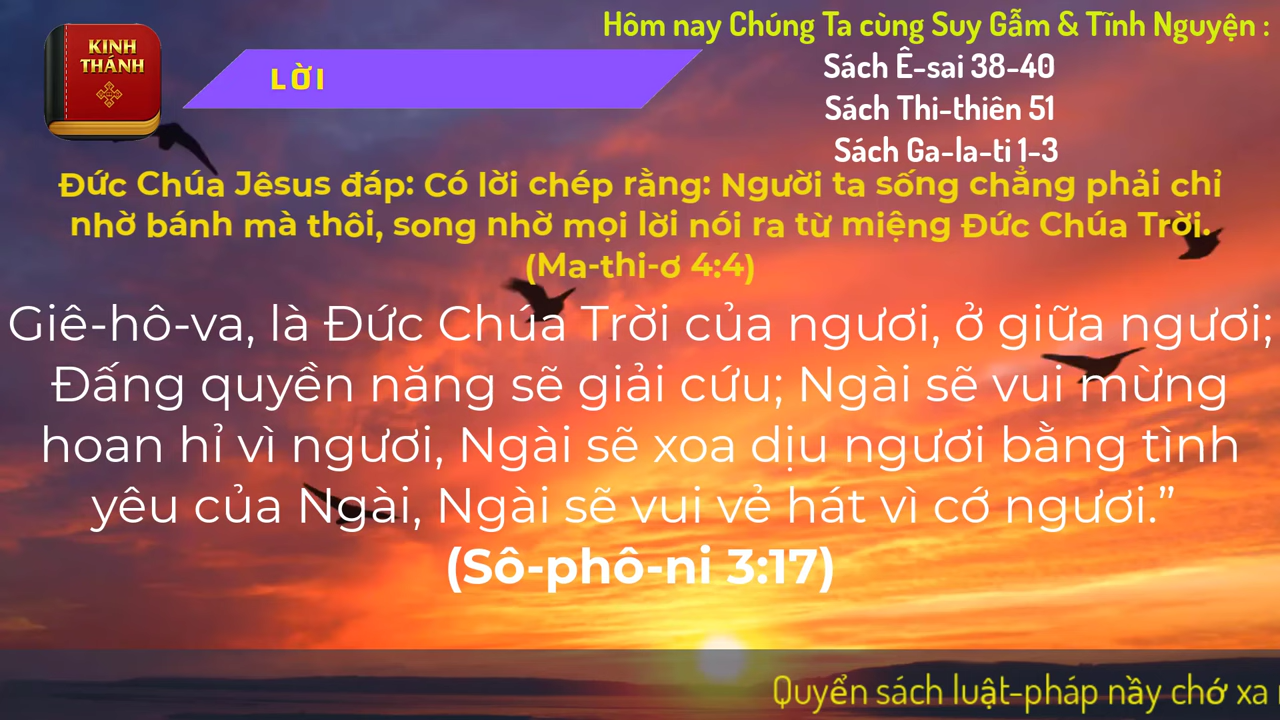 KINH
THÁNH
LỜI
Hôm nay Chúng Ta cùng Suy Gẫm & Tĩnh Nguyện :
Sách Ê-sai 38-40
Sách Thi-thiên 51
Sách Ga-la-ti 1-3
Đức Chúa Jêsus đáp: Có lời chép rằng: Người ta sống chẳng phải chỉ
nhờ bánh mà thôi, song nhờ mọi lời nói ra từ miệng Đức Chúa Trời.
(Ma-thi-ơ 4:4)
Giê-hô-va, là Đức Chúa Trời của ngươi, ở giữa ngươi;
Đấng quyền năng sẽ giải cứu; Ngài sẽ vui mừng
hoan hỉ vì ngươi, Ngài sẽ xoa dịu ngươi bằng tình
yêu của Ngài, Ngài sẽ vui vẻ hát vì cớ ngươi.”
(Sô-phô-ni 3:17)
Quyển sách luật-pháp nầy chớ xa